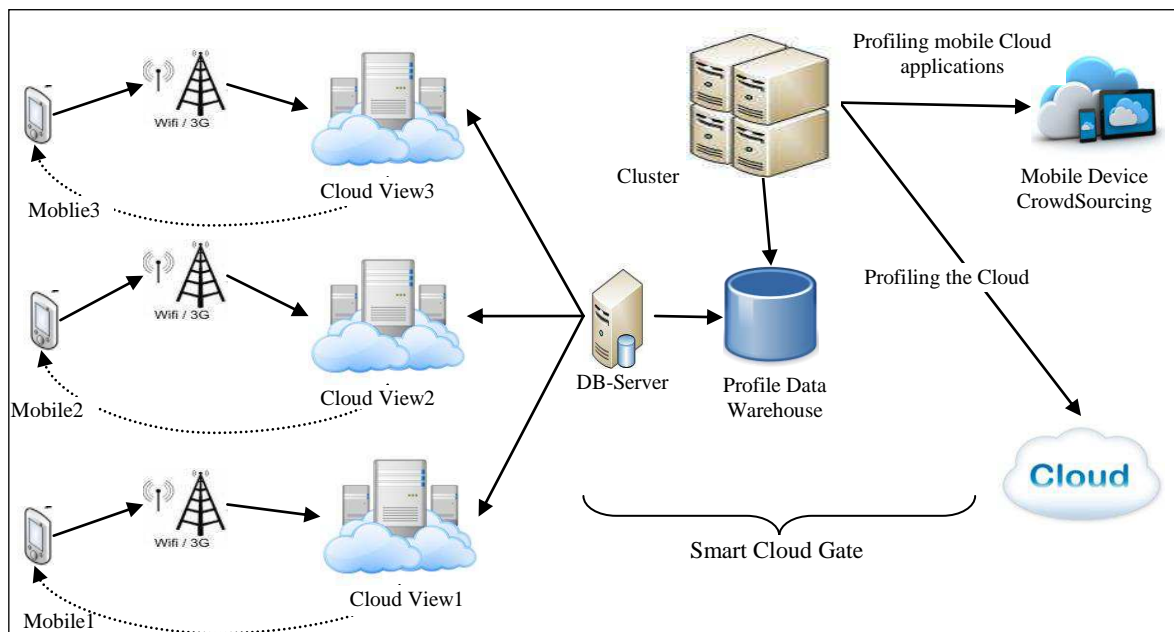 Profiling mobile Cloud
applications
Wifi / 3G
Cloud View3
Cluster
Mobile Device
CrowdSourcing
Moblie3
Profiling the Cloud
Wifi / 3G
Cloud View2
DB-Server
Profile Data
Warehouse
Mobile2
Cloud
Wifi / 3G
Smart Cloud Gate
Cloud View1
Mobile1